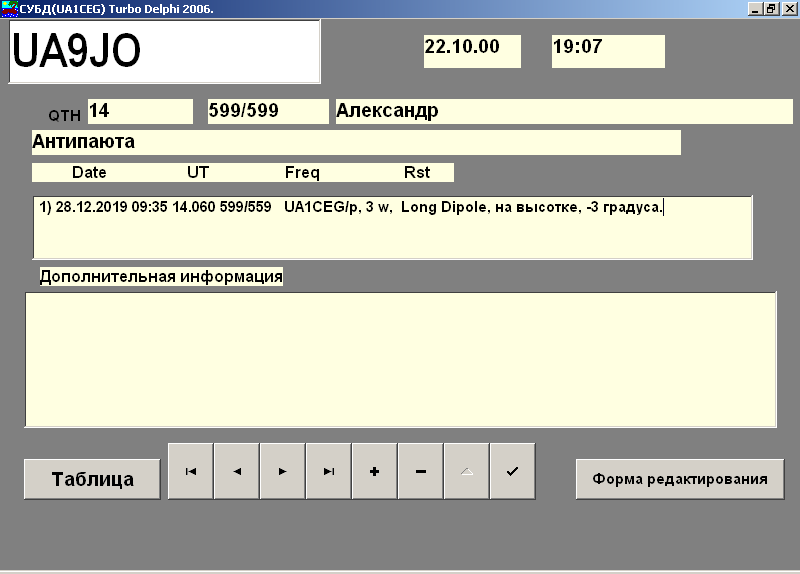 СУБД(UA1CEG) Turbo Delphi 2006.
UA9JO
22.10.00 19:07
QTH 14 599/599 Александр
Антипаюта
Date UT Freq Rst
1) 28.12.2019 09:35 14.060 599/559 UA1CEG/p, 3 w, Long Dipole, на высотке, -3 градуса.
Дополнительная информация
Таблица
Форма редактирования